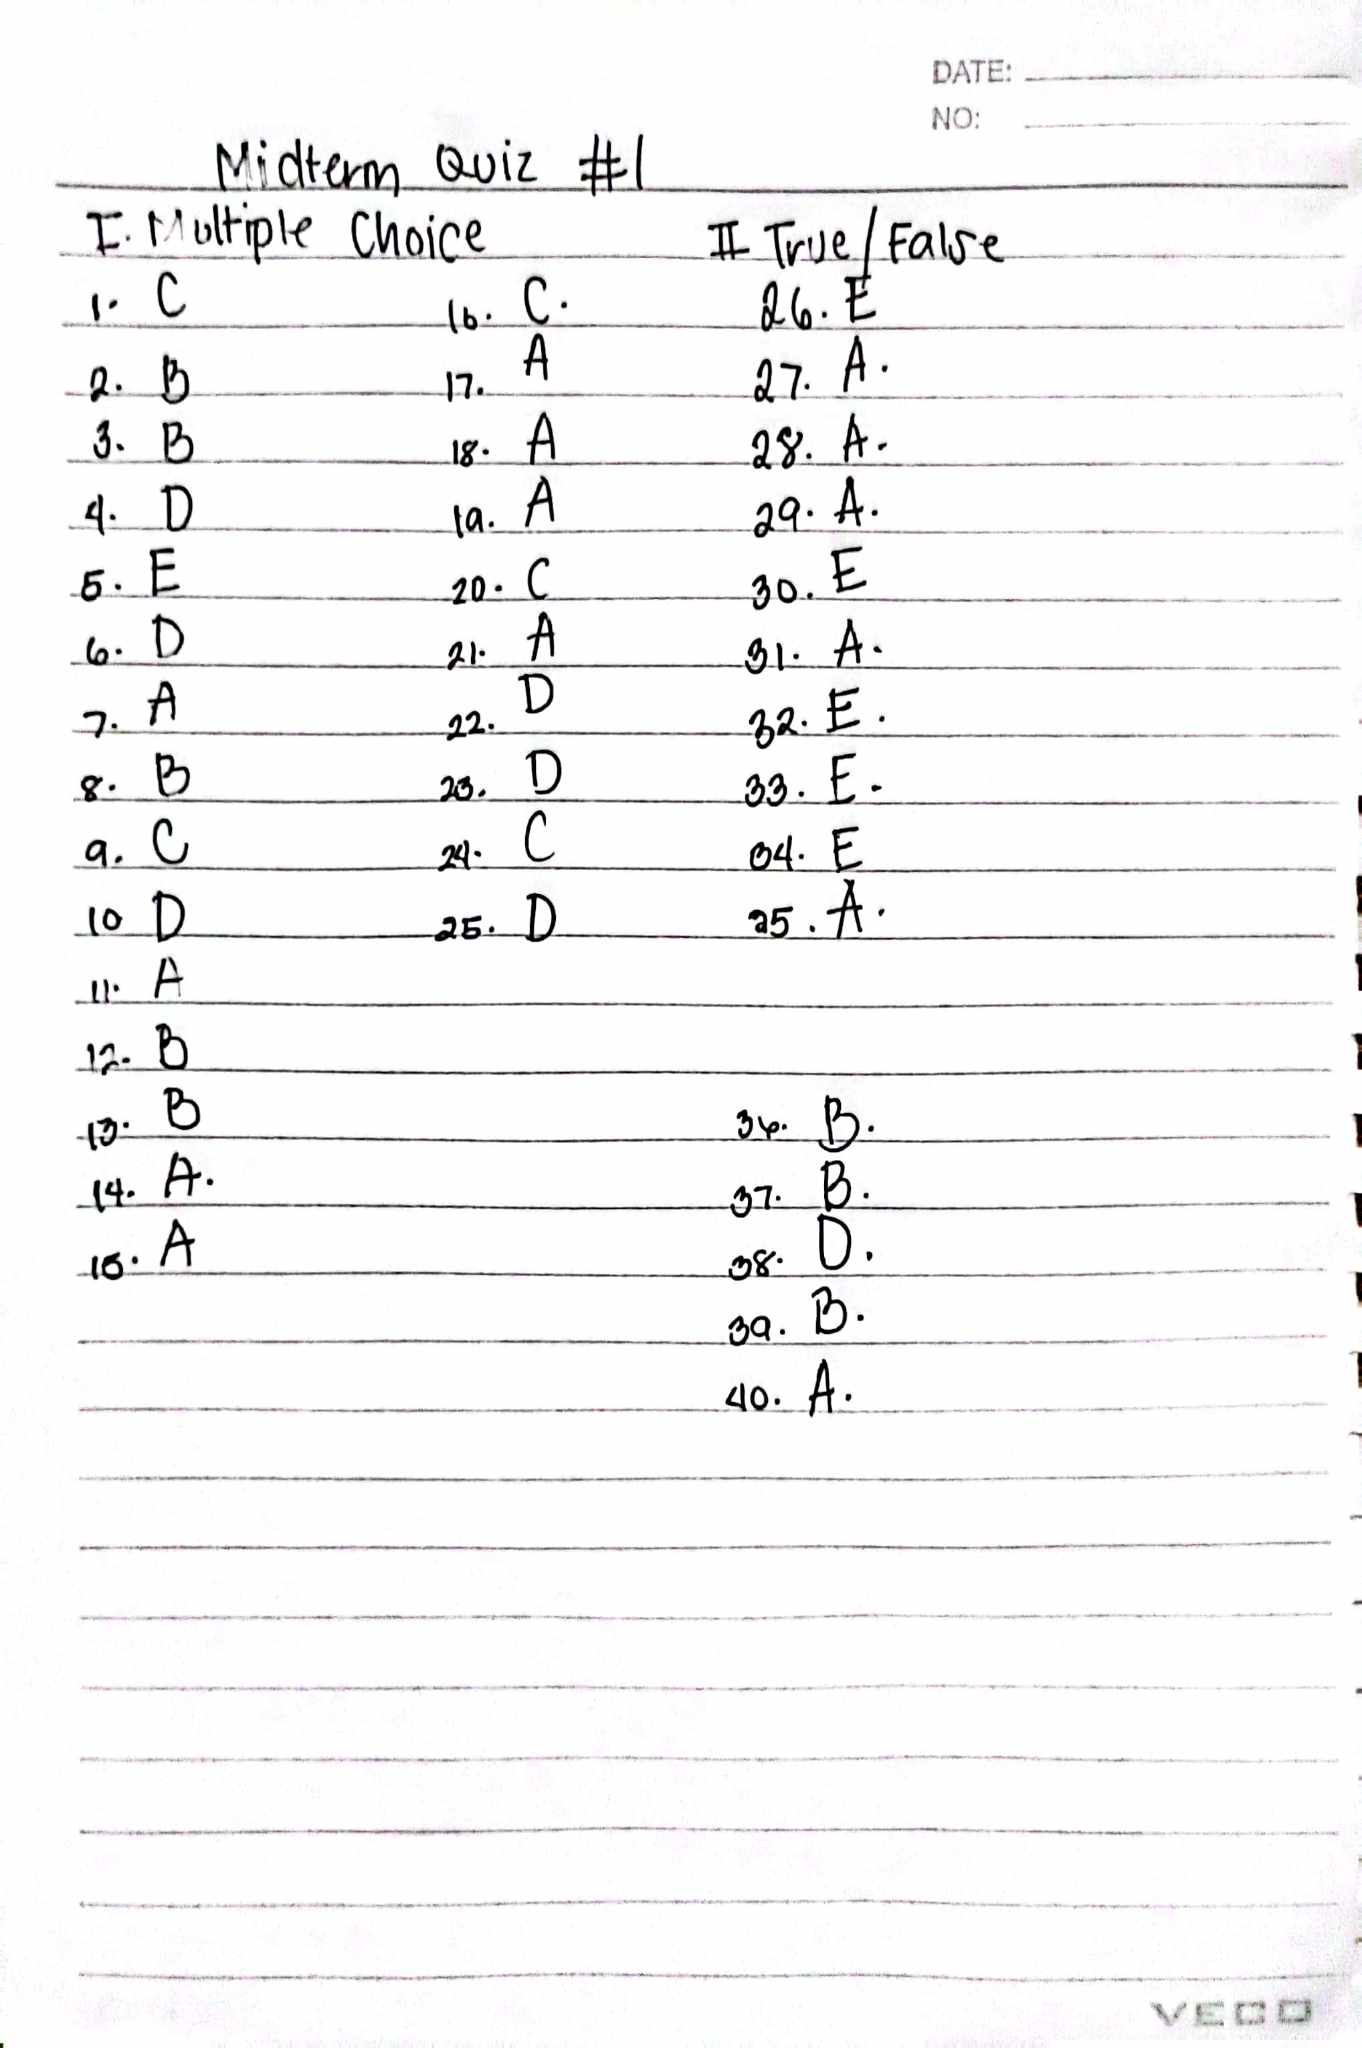 DATE:
NO:
Midterm Quiz #1
I. Multiple Choice
1. C
2. B
3. B
4. D
5. E
6. D
7. A
8. B
9. C
10 D
11. A
12. B
13. B
14. A.
15. A
16. C.
17. A
18. A
19. A
20. C
21. A
22. D
23. D
24. C
25. D
II True/False
26. E
27. A.
28. A.
29. A.
30. E
31. A.
32. E.
33. E.
34. E
35. A.
36. B.
37. B.
38. D.
39. B.
40. A.
VECO